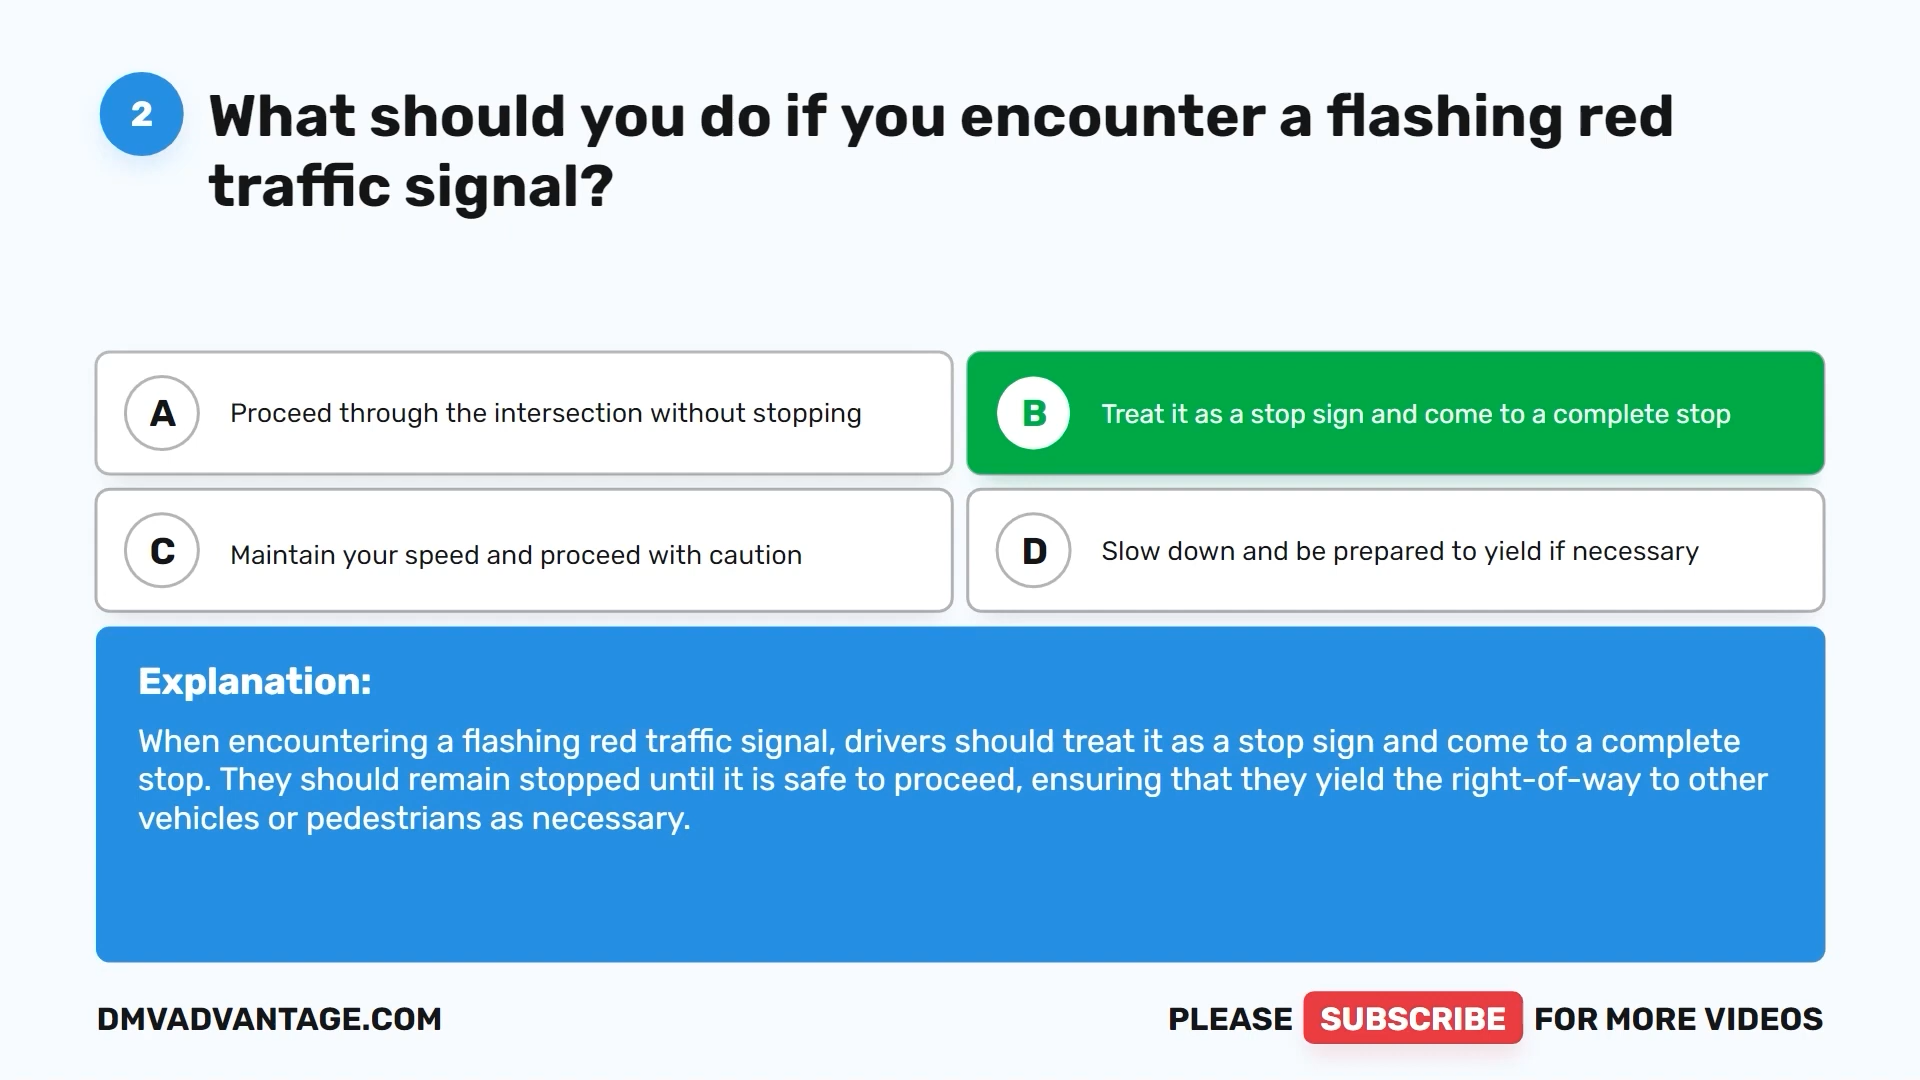 2
What should you do if you encounter a flashing red
traffic signal?
A
Proceed through the intersection without stopping
B
Treat it as a stop sign and come to a complete stop
C
Maintain your speed and proceed with caution
D
Slow down and be prepared to yield if necessary
Explanation:
When encountering a flashing red traffic signal, drivers should treat it as a stop sign and come to a complete
stop. They should remain stopped until it is safe to proceed, ensuring that they yield the right-of-way to other
vehicles or pedestrians as necessary.
DMVADVANTAGE.COM
PLEASE SUBSCRIBE FOR MORE VIDEOS